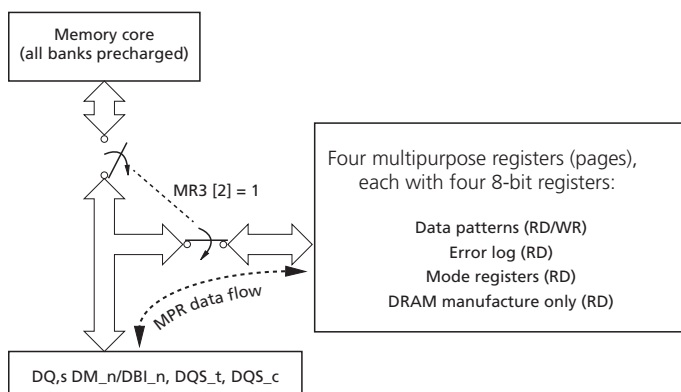 Memory core
(all banks precharged)
Four multipurpose registers (pages),
each with four 8-bit registers:
MR3 [2] = 1
Data patterns (RD/WR)
Error log (RD)
Mode registers (RD)
DRAM manufacture only (RD)
MPR data flow
DQ,s DM_n/DBI_n, DQS_t, DQS_c